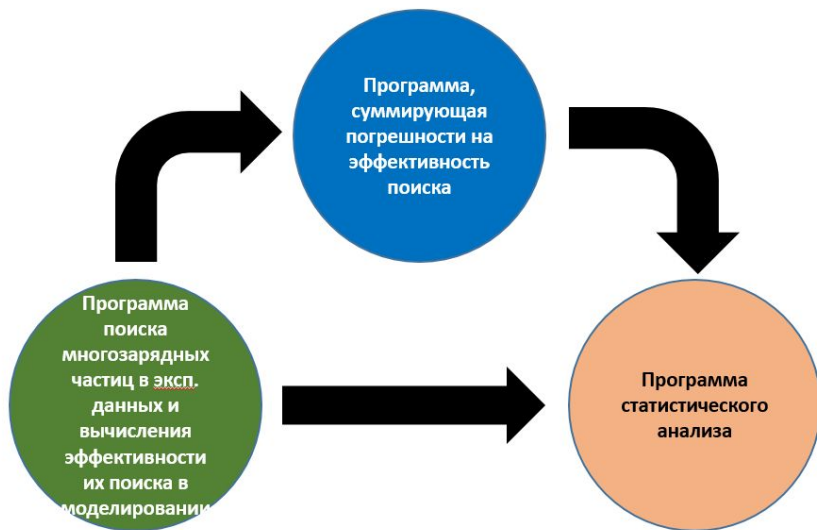 Программа,
суммирующая
погрешности на
эффективность
поиска
Программа
поиска
многозарядных
частиц в эксп.
данных и
вычисления
эффективности
их поиска в
моделировании
Программа
статистического
анализа